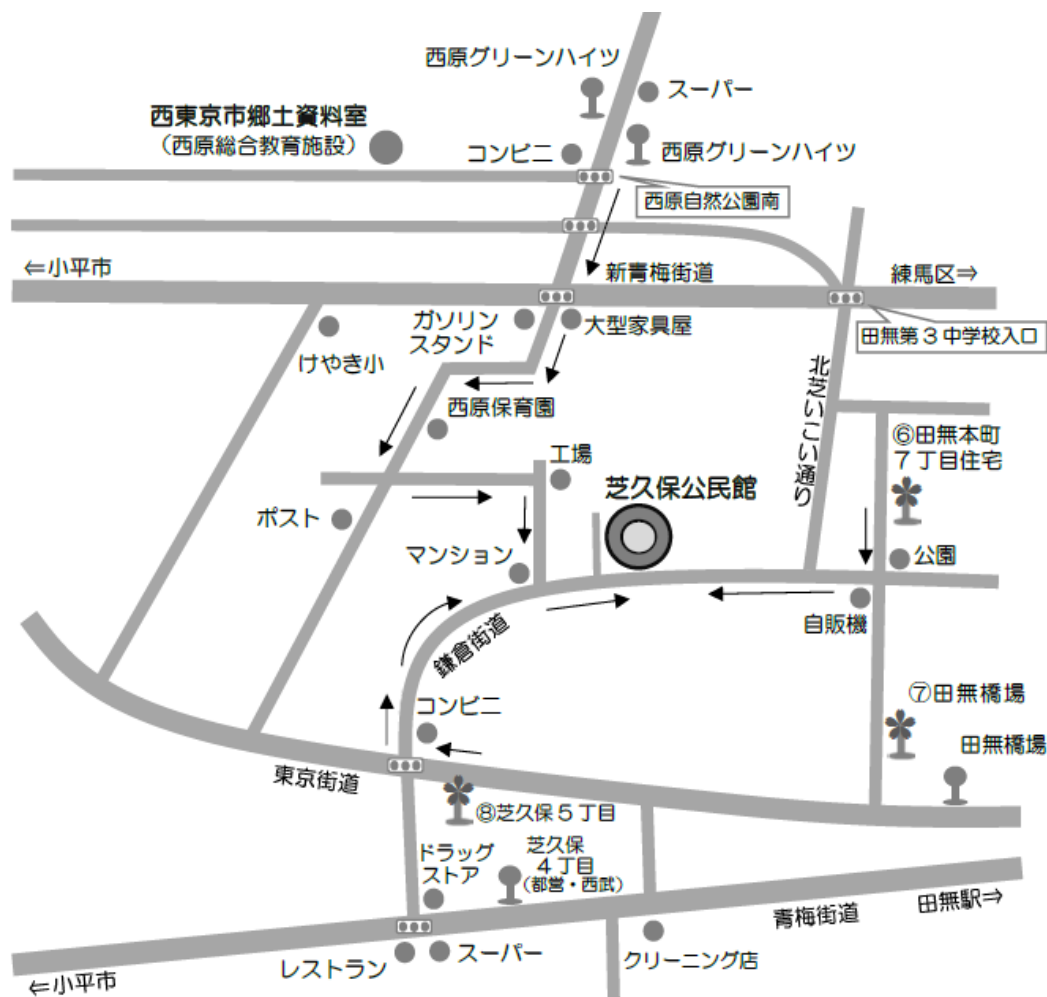 西原グリーンハイツ
スーパー
西東京市郷土資料室
（西原総合教育施設）
コンビニ
西原グリーンハイツ
西原自然公園南
⇐小平市
新青梅街道
練馬区⇒
ガソリン
スタンド
大型家具屋
田無第３中学校入口
けやき小
北芝いこい通り
西原保育園
⑥田無本町
７丁目住宅
工場
芝久保公民館
ポスト
マンション
公園
自販機
鎌倉街道
コンビニ
⑦田無橋場
田無橋場
東京街道
⑧芝久保５丁目
ドラッグ
ストア
芝久保
４丁目
（都営・西武）
青梅街道
田無駅⇒
レストラン
スーパー
クリーニング店
⇐小平市